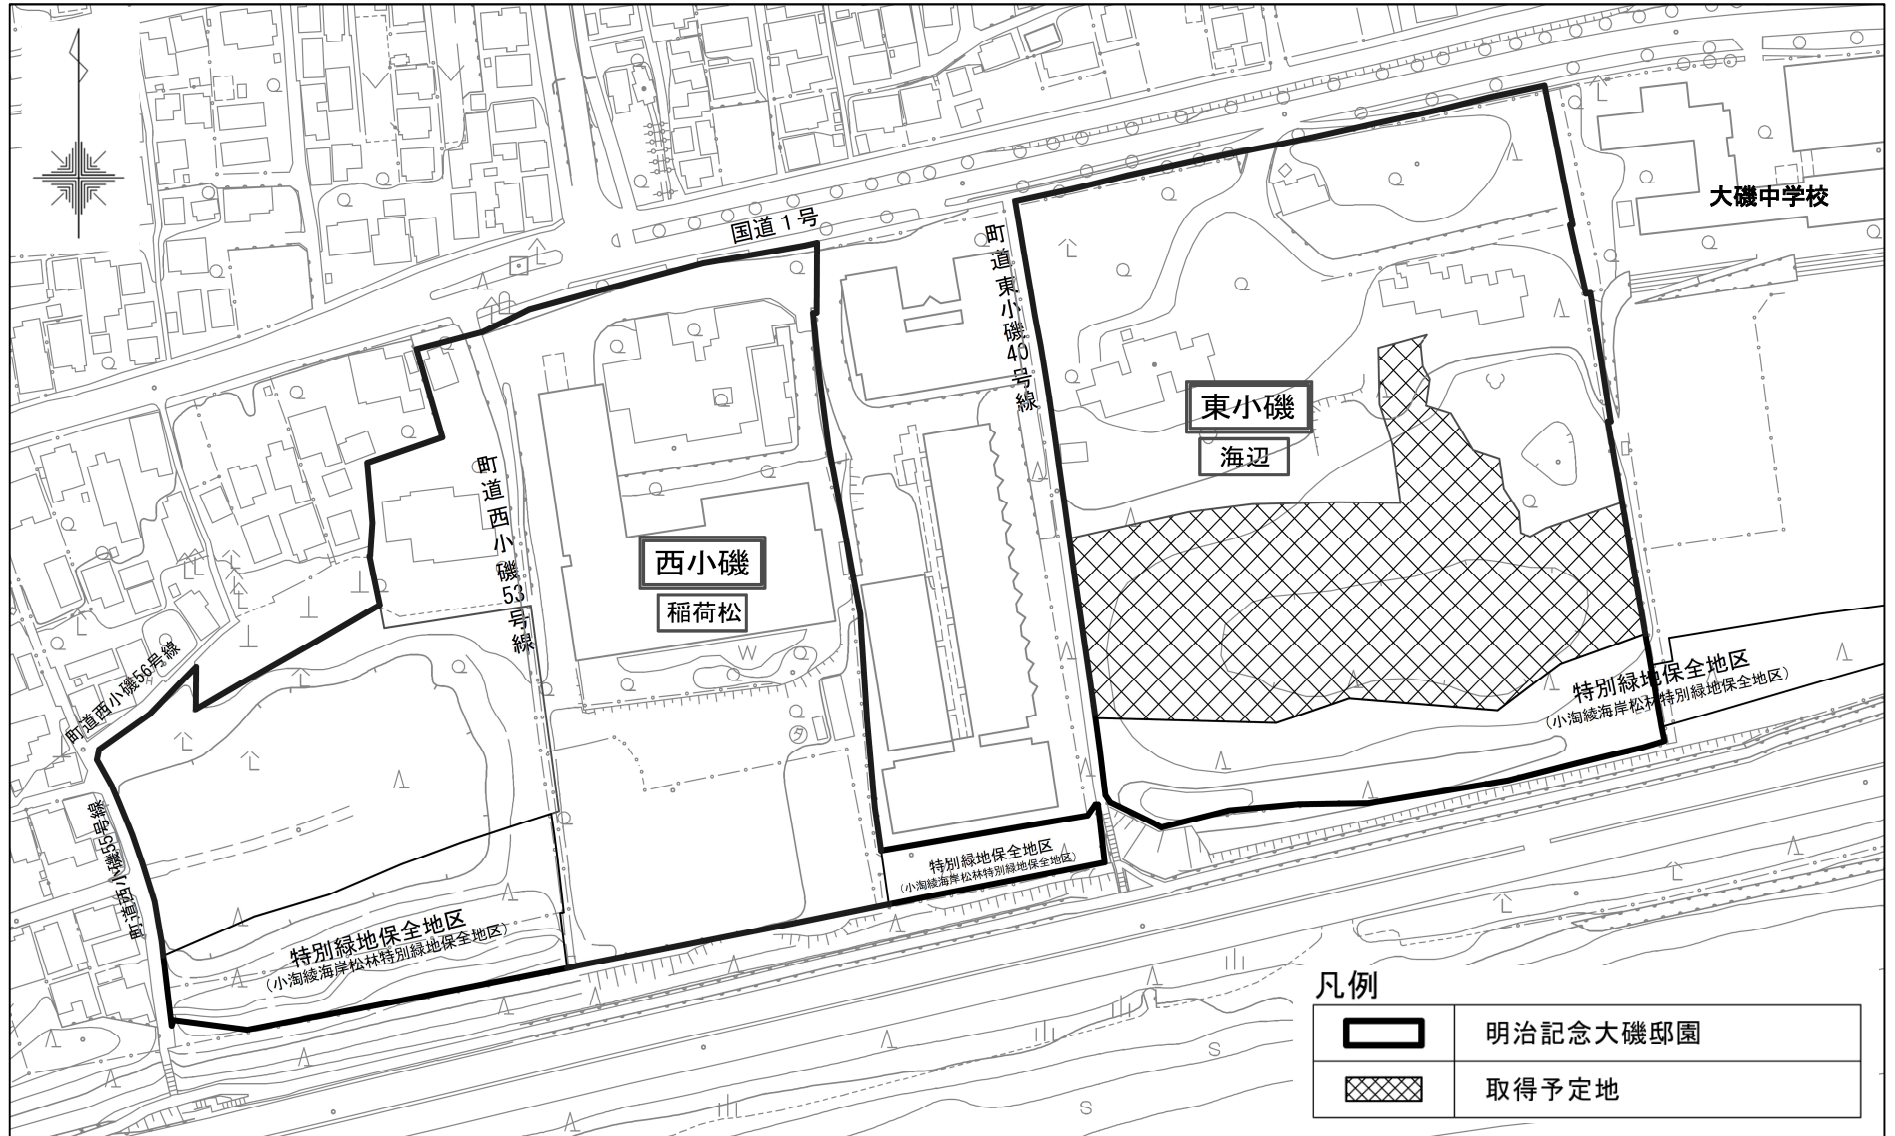 大磯中学校
国道1号
町道東小磯40号線
東小磯
海辺
町道西小磯53号線
西小磯
稲荷松
町道西小磯56号線
町道西小磯55号線
特別緑地保全地区
（小淘綾海岸松林特別緑地保全地区）
特別緑地保全地区
（小淘綾海岸松林特別緑地保全地区）
特別緑地保全地区
（小淘綾海岸松林特別緑地保全地区）
タ
W
S
S
凡例
明治記念大磯邸園
取得予定地